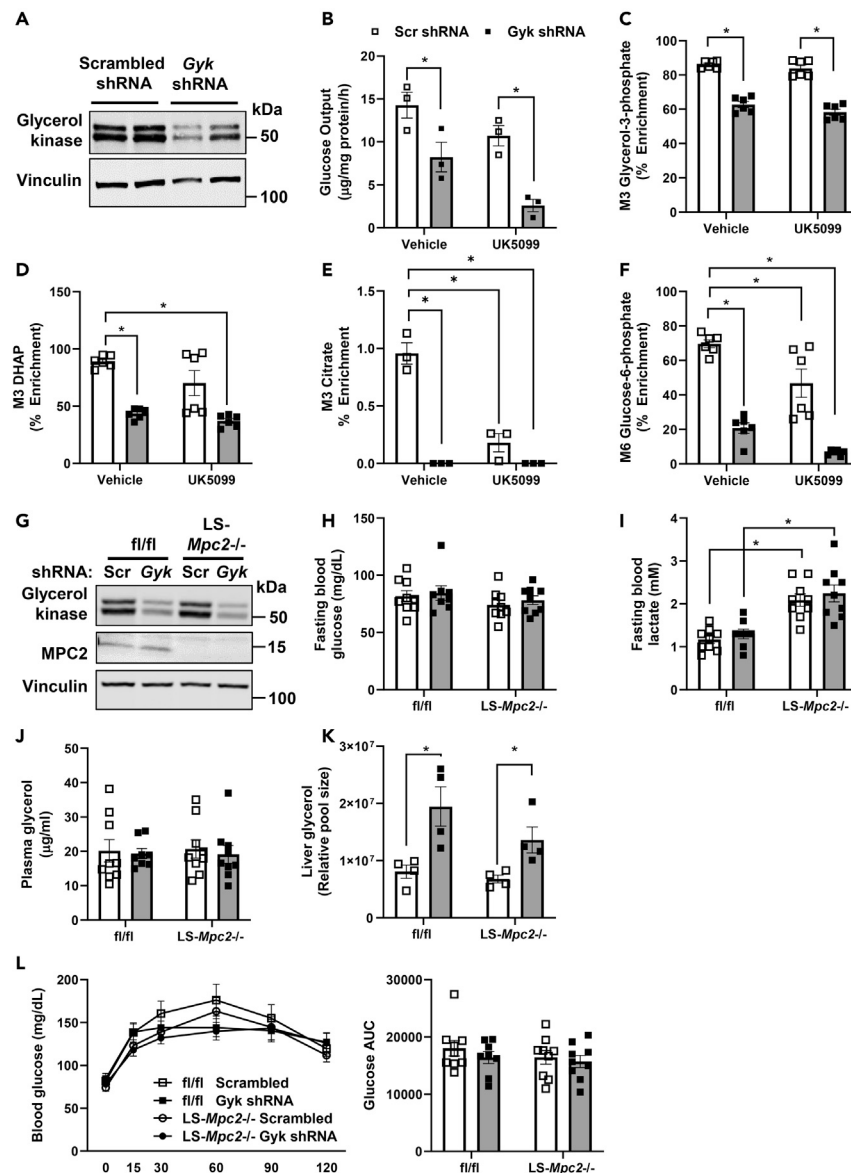 A
Scrambled shRNA
Gyk shRNA
kDa
Glycerol kinase
50
Vinculin
100
B
Scr shRNA
Gyk shRNA
Glucose Output
(µg/mg protein/h)
20
15
10
5
0
*
*
Vehicle
UK5099
C
M3 Glycerol-3-phosphate
(% Enrichment)
100
80
60
40
20
0
*
*
Vehicle
UK5099
D
M3 DHAP
(% Enrichment)
150
100
50
0
*
*
Vehicle
UK5099
E
M3 Citrate
% Enrichment)
1.5
1.0
0.5
0.0
*
*
*
Vehicle
UK5099
F
M6 Glucose-6-phosphate
(% Enrichment)
100
80
60
40
20
0
*
*
*
Vehicle
UK5099
G
fl/fl
LS-Mpc2-/-
shRNA: Scr Gyk Scr Gyk
kDa
Glycerol kinase
50
MPC2
15
Vinculin
100
H
Fasting blood
glucose (mg/dL)
200
150
100
50
0
fl/fl
LS-Mpc2-/-
I
Fasting blood
lactate (mM)
4
3
2
1
0
*
*
fl/fl
LS-Mpc2-/-
J
Plasma glycerol
(µg/ml)
60
40
20
0
fl/fl
LS-Mpc2-/-
K
Liver glycerol
(Relative pool size)
3×10⁷
2×10⁷
1×10⁷
0
*
*
fl/fl
LS-Mpc2-/-
L
Blood glucose (mg/dL)
200
150
100
50
0
fl/fl Scrambled
fl/fl Gyk shRNA
LS-Mpc2-/- Scrambled
LS-Mpc2-/- Gyk shRNA
0 15 30 60 90 120
Glucose AUC
30000
20000
10000
0
fl/fl
LS-Mpc2-/-